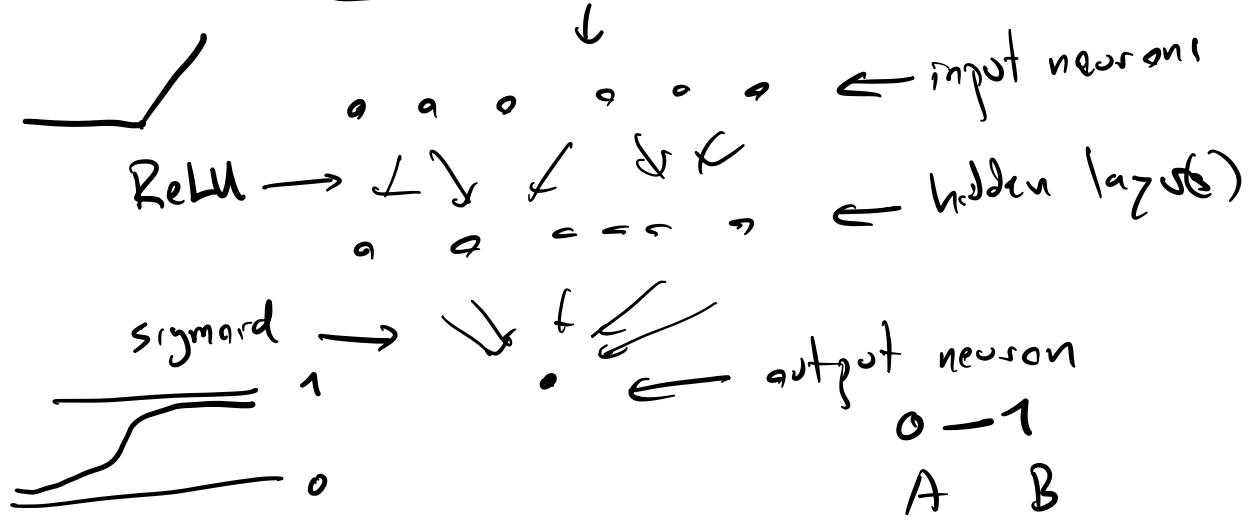 input neurons
ReLU
hidden layer(s)
sigmoid
1
output neuron
0 — 1
0
A B